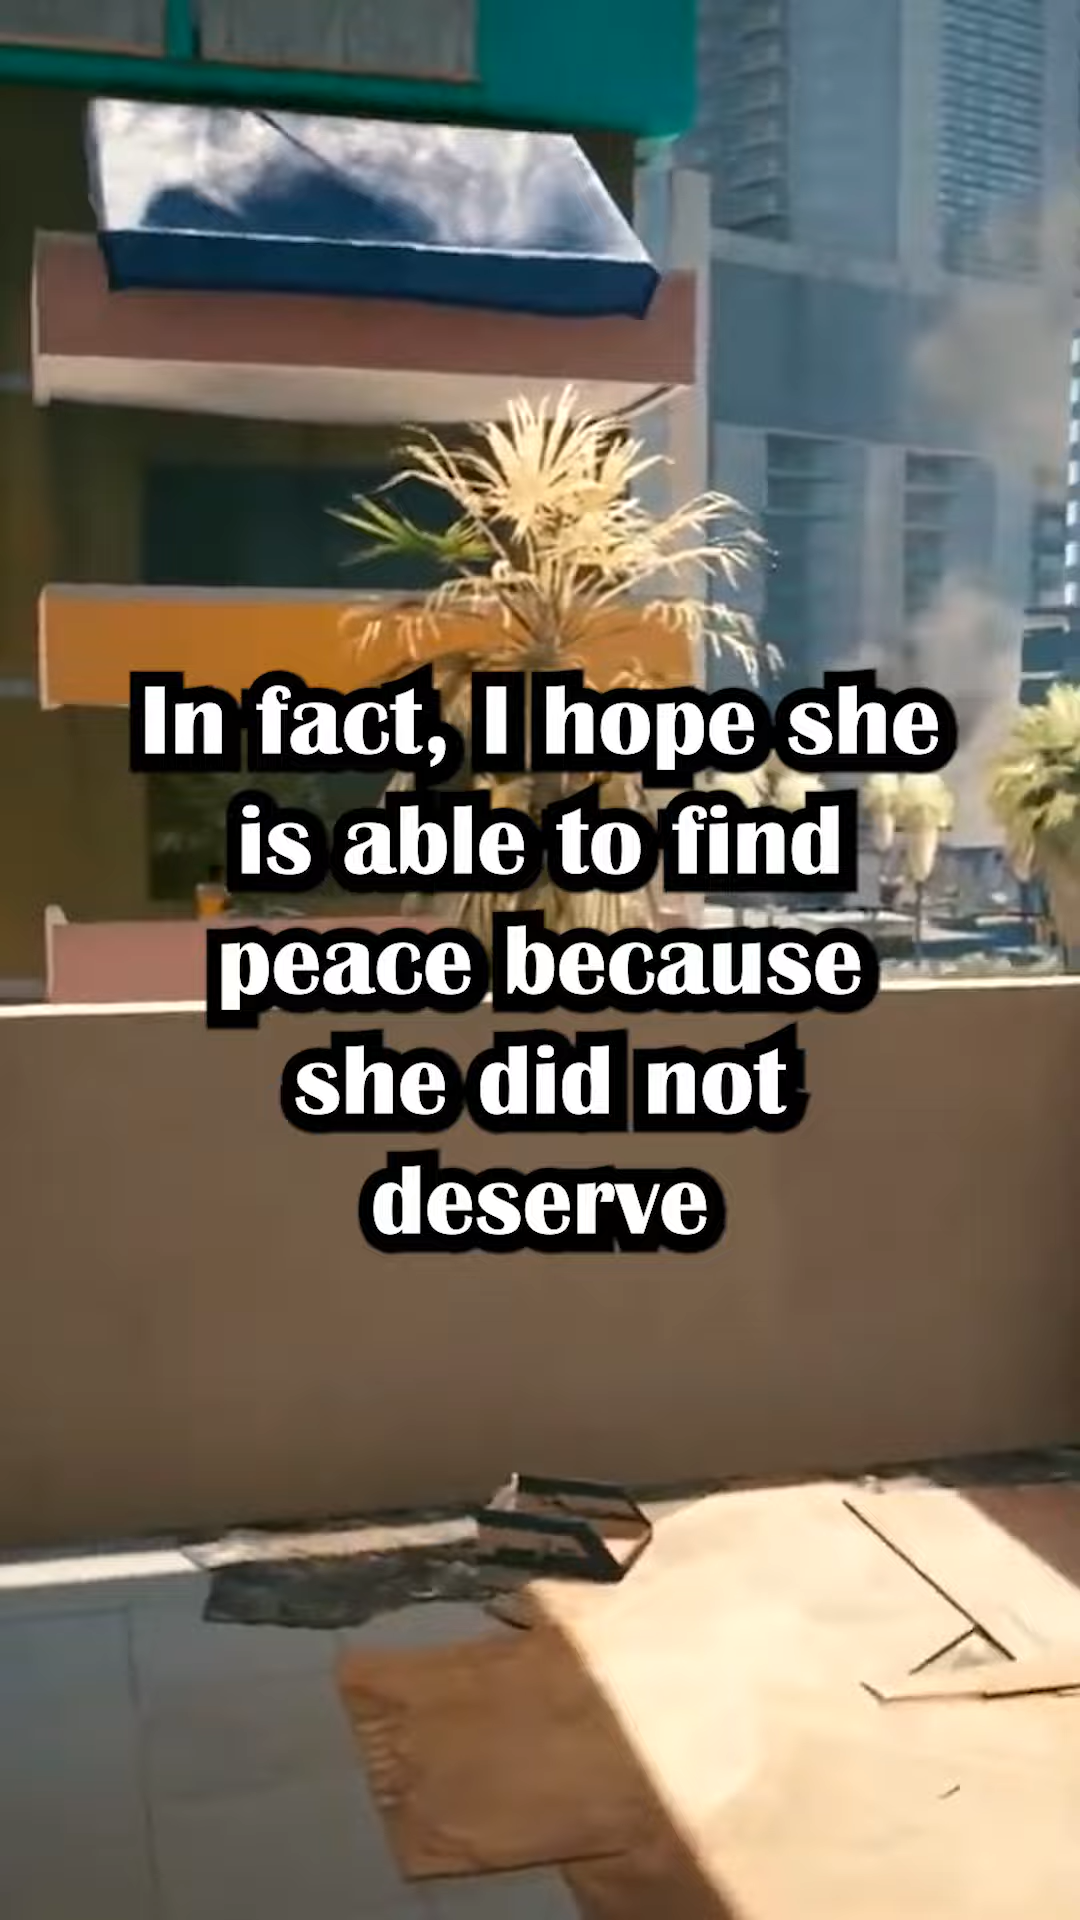 In fact, I hope she
is able to find
peace because
she did not
deserve